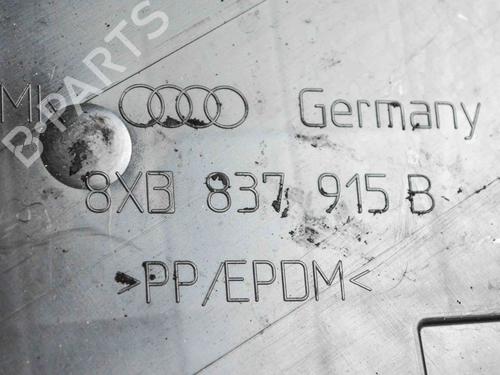 Germany
8XB 837 915 B
>PP/EPDM<
B-PARTS